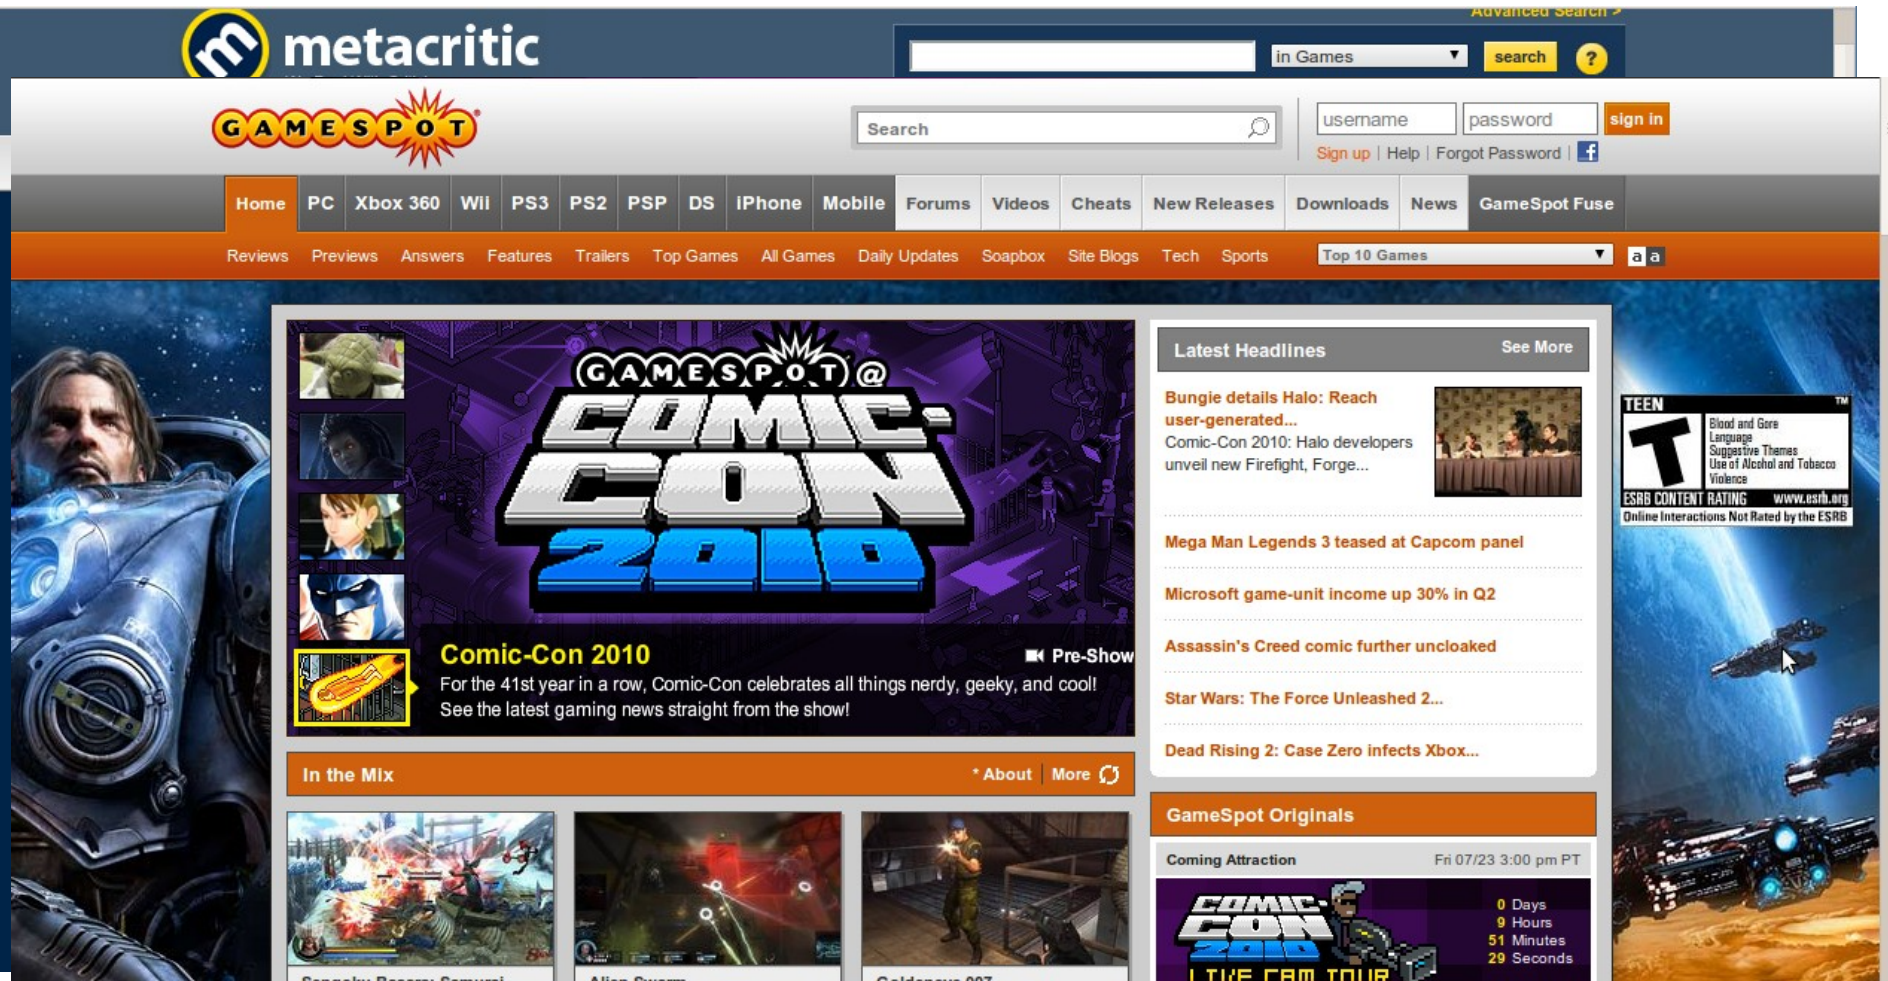 Advanced Search >
metacritic
in Games
search
?
GAMESPOT
Search
username
password
sign in
Sign up | Help | Forgot Password |
Home PC Xbox 360 Wii PS3 PS2 PSP DS iPhone Mobile Forums Videos Cheats New Releases Downloads News GameSpot Fuse
Reviews Previews Answers Features Trailers Top Games All Games Daily Updates Soapbox Site Blogs Tech Sports
Top 10 Games
a a
GAMESPOT @
COMIC-
CON
2010
Comic-Con 2010
Pre-Show
For the 41st year in a row, Comic-Con celebrates all things nerdy, geeky, and cool!
See the latest gaming news straight from the show!
Latest Headlines
See More
Bungie details Halo: Reach
user-generated...
Comic-Con 2010: Halo developers
unveil new Firefight, Forge...
Mega Man Legends 3 teased at Capcom panel
Microsoft game-unit income up 30% in Q2
Assassin's Creed comic further uncloaked
Star Wars: The Force Unleashed 2...
Dead Rising 2: Case Zero infects Xbox...
TEEN
TM
T
Blood and Gore
Language
Suggestive Themes
Use of Alcohol and Tobacco
Violence
ESRB CONTENT RATING www.esrb.org
Online Interactions Not Rated by the ESRB
In the Mix
* About | More
GameSpot Originals
Coming Attraction
Fri 07/23 3:00 pm PT
COMIC-
CON
2010
LIVE CAM TOUR
0 Days
9 Hours
51 Minutes
29 Seconds
Alien Swarm